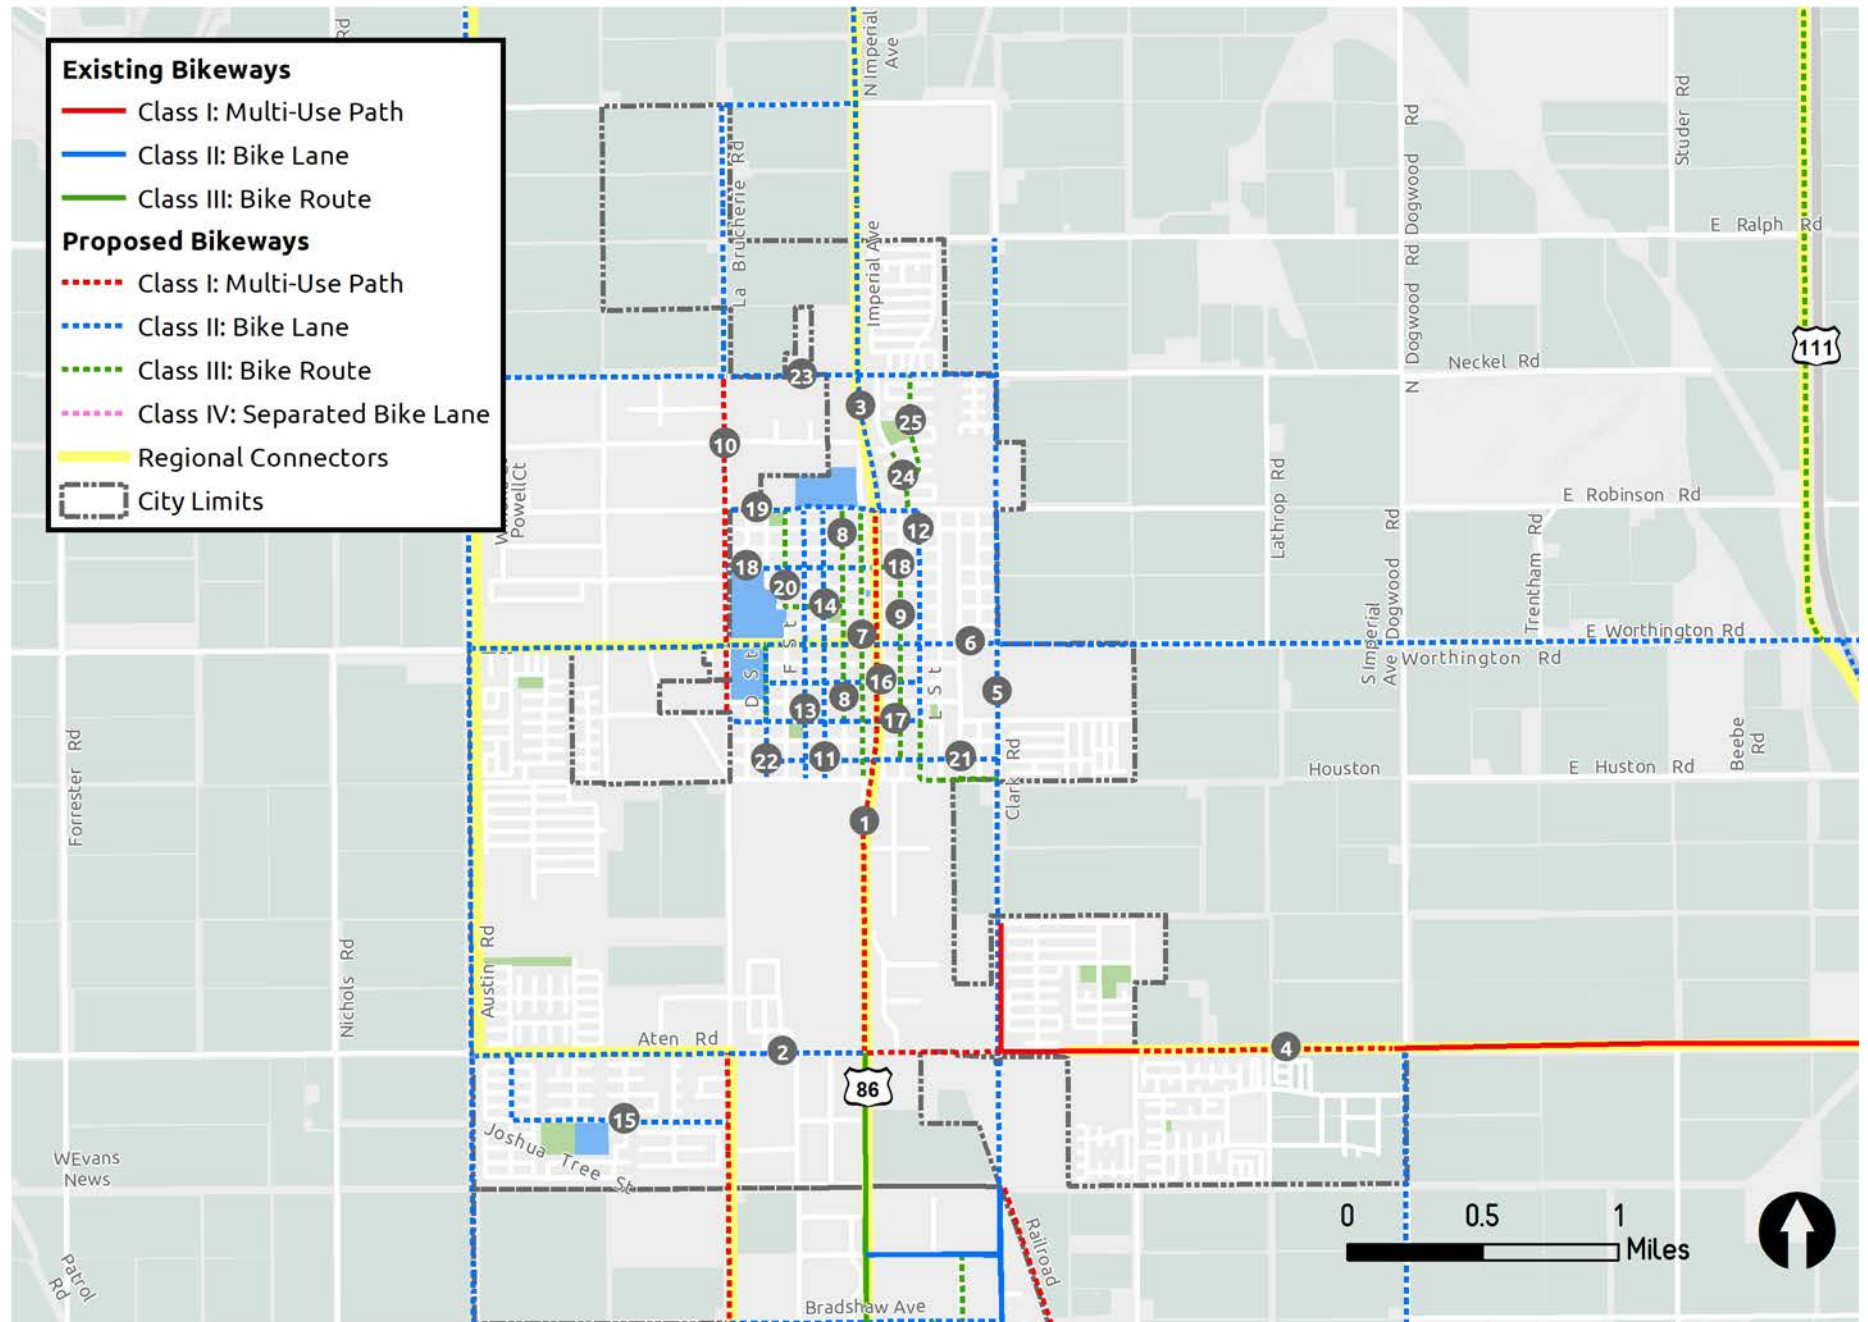 Existing Bikeways
Class I: Multi-Use Path
Class II: Bike Lane
Class III: Bike Route
Proposed Bikeways
Class I: Multi-Use Path
Class II: Bike Lane
Class III: Bike Route
Class IV: Separated Bike Lane
Regional Connectors
City Limits
Rd
N Imperial
Ave
La Brucherie Rd
Imperial Ave
Rd
Dogwood
N Dogwood Rd
Studer Rd
E Ralph Rd
111
Neckel Rd
23
3
25
10
24
PowellCt
19
8
12
E Robinson Rd
Lathrop Rd
Trentham Rd
S Imperial
Ave Dogwood Rd
18
18
20
14
9
7
6
E Worthington Rd
Worthington Rd
D St
F St
L St
16
5
8
13
17
22
11
21
Forrester Rd
Clark Rd
Houston
E Huston Rd
Beebe
Rd
1
Nichols Rd
Austin Rd
Aten Rd
2
4
86
15
Joshua Tree St
WEvans
News
Patrol
Rd
Railroad
Bradshaw Ave
0 0.5 1
Miles